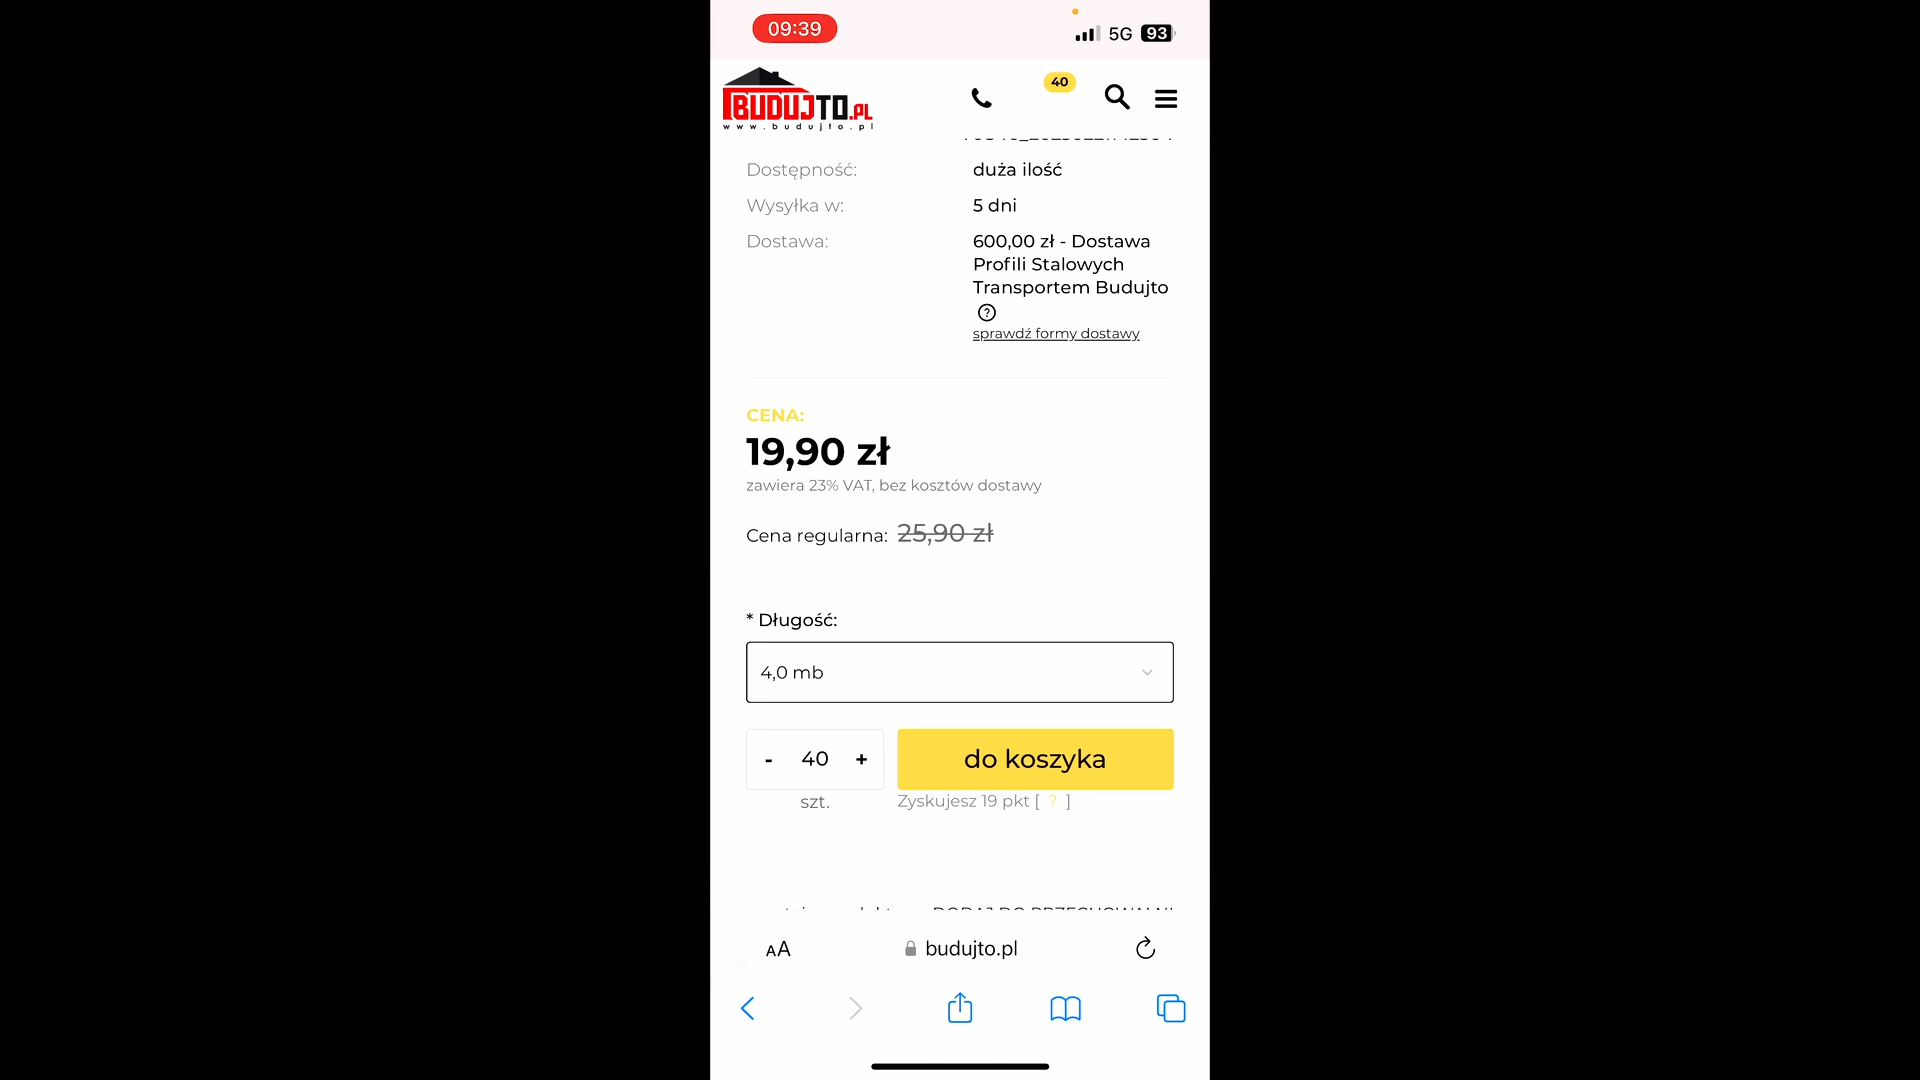 09:39
5G 93
BUDUJTO.PL
www.budujto.pl
40
Dostępność: duża ilość
Wysyłka w: 5 dni
Dostawa: 600,00 zł - Dostawa
Profili Stalowych
Transportem Budujto
?
sprawdź formy dostawy
CENA:
19,90 zł
zawiera 23% VAT, bez kosztów dostawy
Cena regularna: 25,90 zł
* Długość:
4,0 mb
- 40 + do koszyka
szt. Zyskujesz 19 pkt [ ? ]
AA budujto.pl